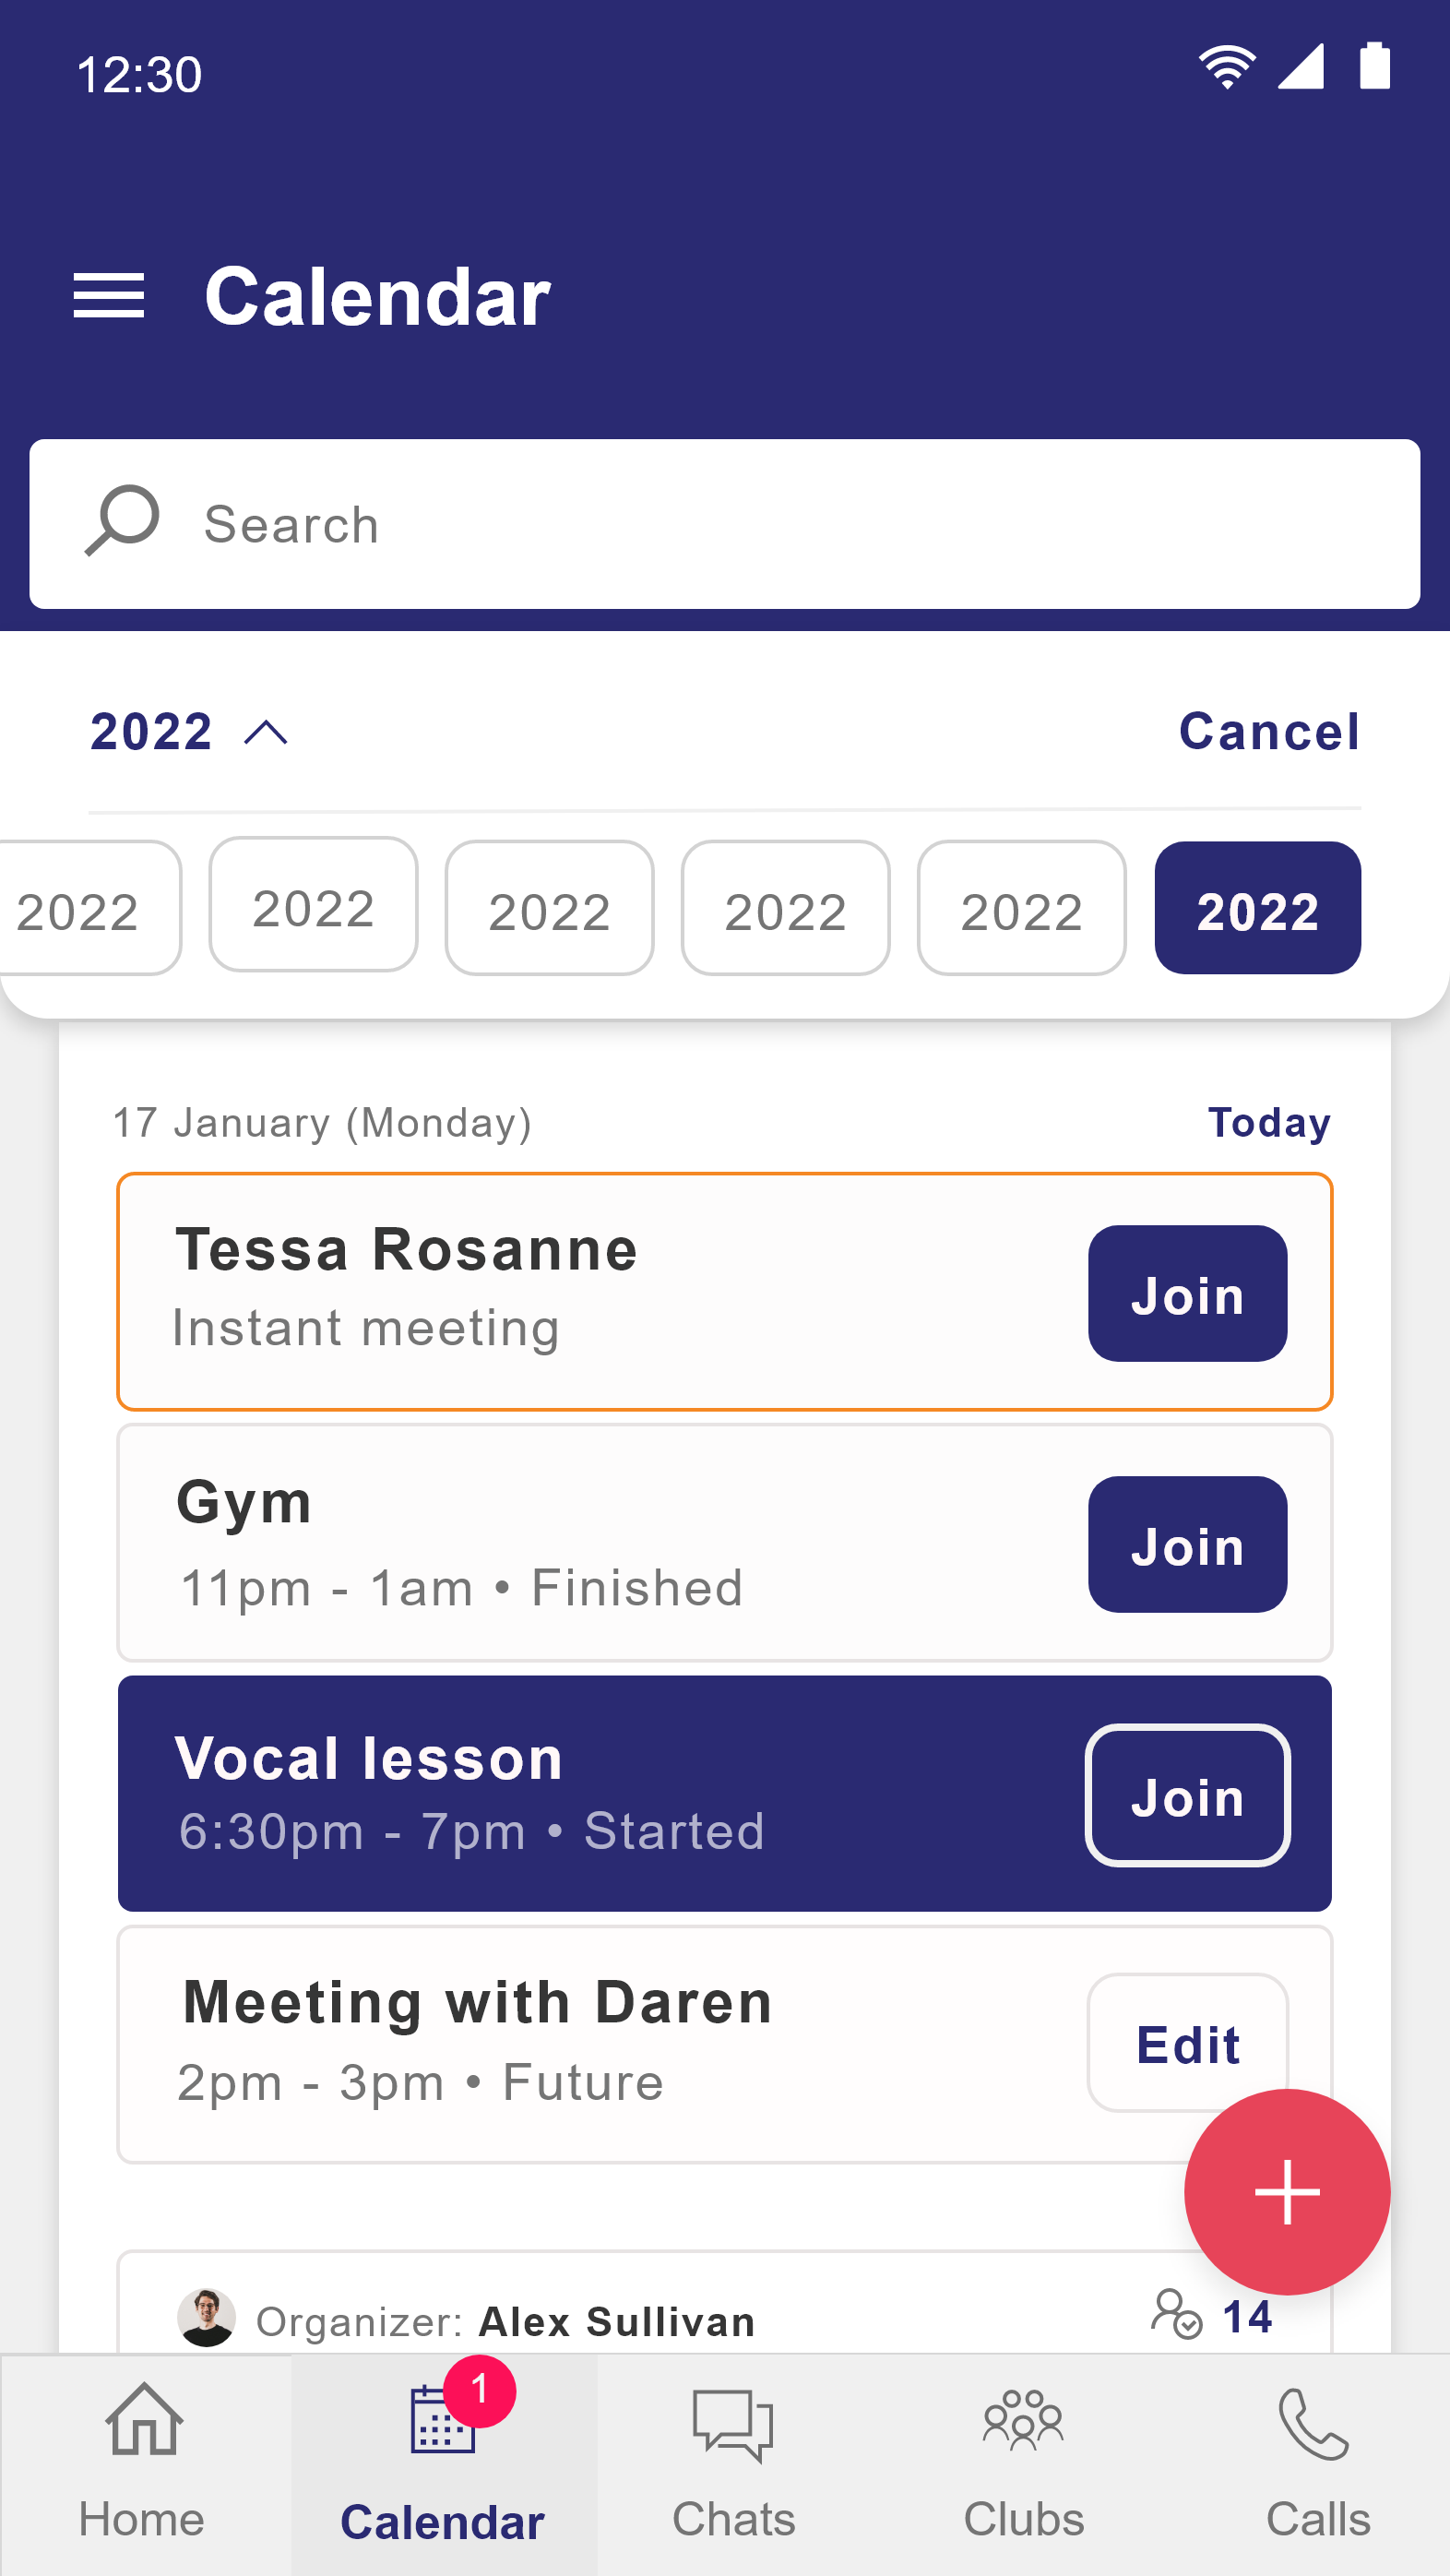 12:30
Calendar
Search
2022
Cancel
2022 2022 2022 2022 2022 2022
17 January (Monday)
Today
Tessa Rosanne
Instant meeting
Join
Gym
11pm - 1am • Finished
Join
Vocal lesson
6:30pm - 7pm • Started
Join
Meeting with Daren
2pm - 3pm • Future
Edit
Organizer: Alex Sullivan
14
1
Home Calendar Chats Clubs Calls